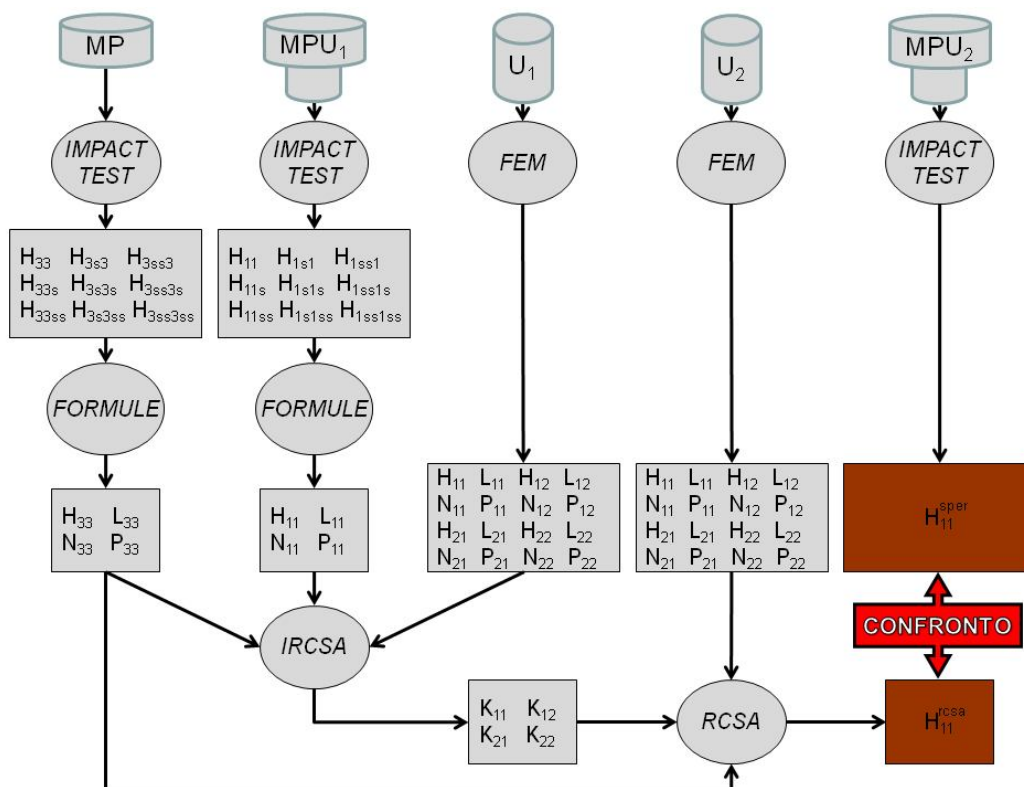 MP
MPU₁
U₁
U₂
MPU₂
IMPACT
TEST
IMPACT
TEST
FEM
FEM
IMPACT
TEST
H₃₃ H₃ₛ₃ H₃ₛₛ₃
H₃₃ₛ H₃ₛ₃ₛ H₃ₛₛ₃ₛ
H₃₃ₛₛ H₃ₛ₃ₛₛ H₃ₛₛ₃ₛₛ
H₁₁ H₁ₛ₁ H₁ₛₛ₁
H₁₁ₛ H₁ₛ₁ₛ H₁ₛₛ₁ₛ
H₁₁ₛₛ H₁ₛ₁ₛₛ H₁ₛₛ₁ₛₛ
FORMULE
FORMULE
H₃₃ L₃₃
N₃₃ P₃₃
H₁₁ L₁₁
N₁₁ P₁₁
H₁₁ L₁₁ H₁₂ L₁₂
N₁₁ P₁₁ N₁₂ P₁₂
H₂₁ L₂₁ H₂₂ L₂₂
N₂₁ P₂₁ N₂₂ P₂₂
H₁₁ L₁₁ H₁₂ L₁₂
N₁₁ P₁₁ N₁₂ P₁₂
H₂₁ L₂₁ H₂₂ L₂₂
N₂₁ P₂₁ N₂₂ P₂₂
H₁₁ˢᵖᵉʳ
CONFRONTO
IRCSA
K₁₁ K₁₂
K₂₁ K₂₂
RCSA
H₁₁ʳᶜˢᵃ